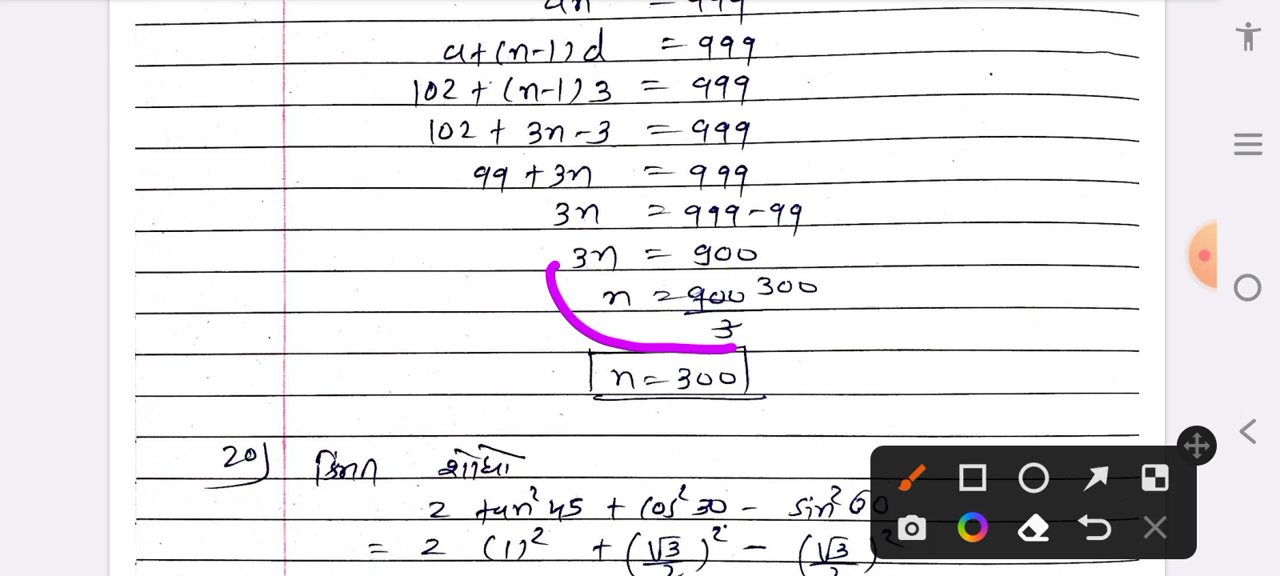 an = 999
a+(n-1)d = 999
102 + (n-1)3 = 999
102 + 3n-3 = 999
99 + 3n = 999
3n = 999-99
3n = 900
n = 900/3 300
n = 300
20) किंमत शोधा
2 tan²45 + cos²30 - sin²60
= 2 (1)² + (√3/2)² - (√3/2)²